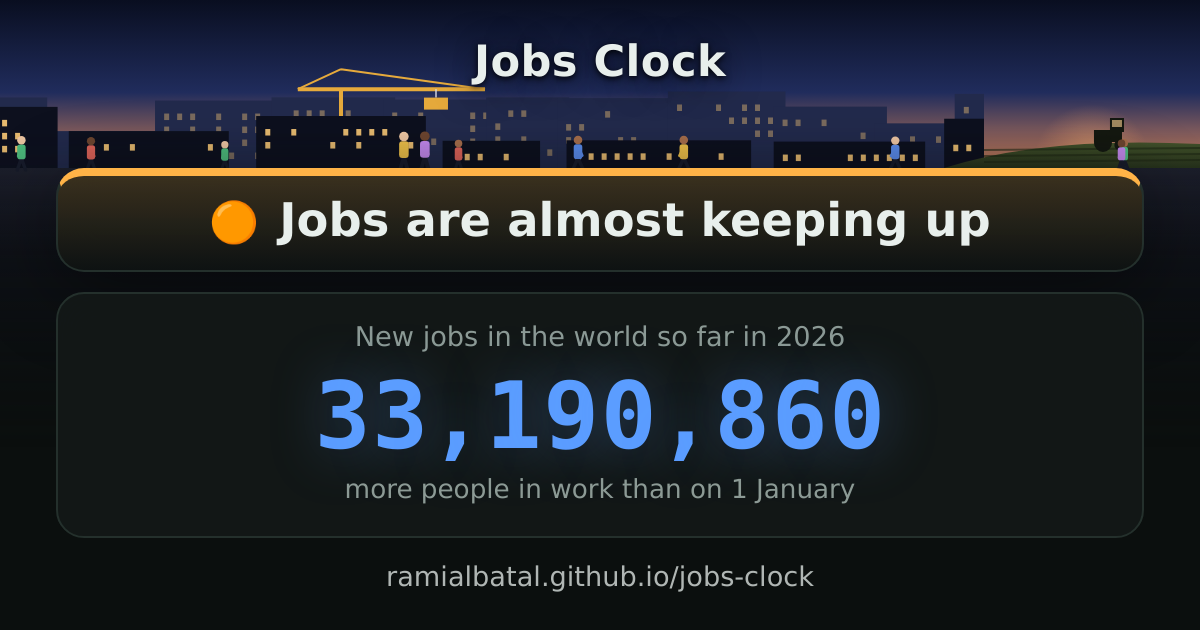 Jobs Clock
🟠 Jobs are almost keeping up
New jobs in the world so far in 2026
33,190,860
more people in work than on 1 January
ramialbatal.github.io/jobs-clock